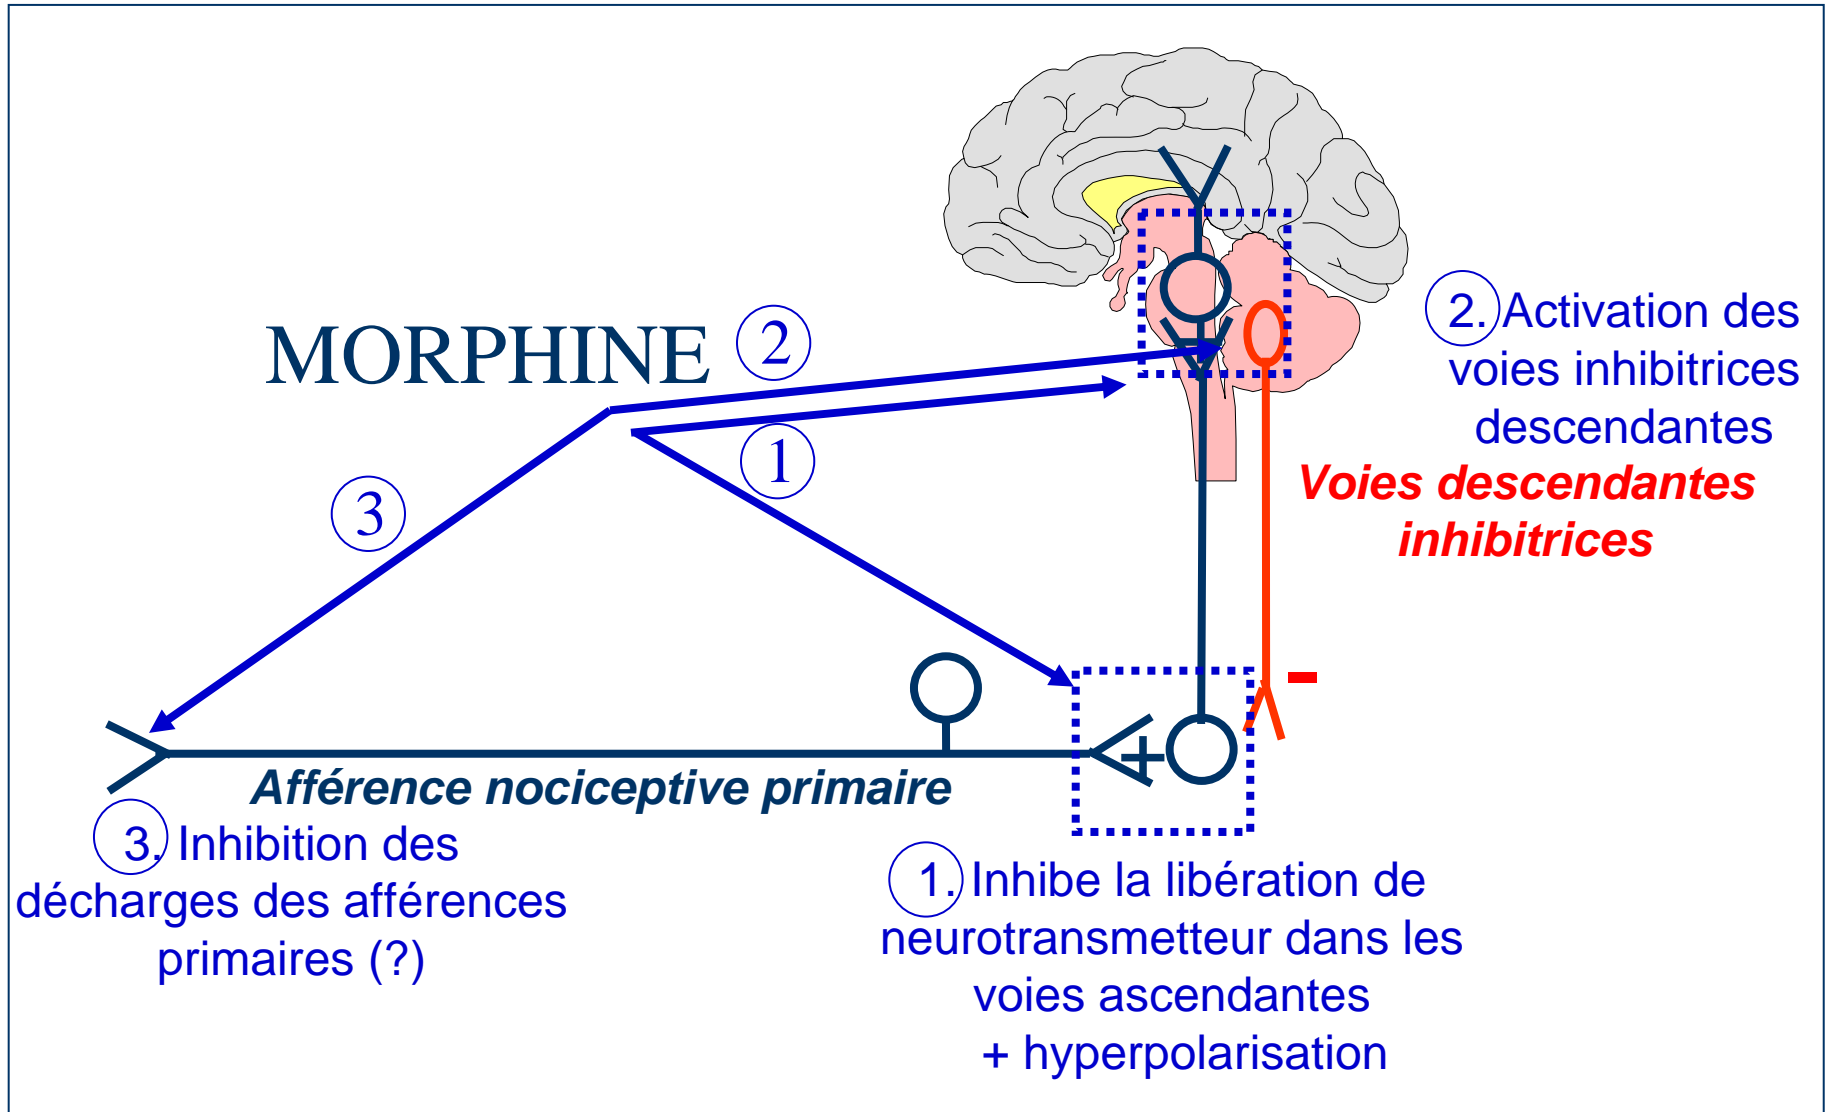 MORPHINE
2
1
3
2. Activation des
voies inhibitrices
descendantes
Voies descendantes
inhibitrices
+
-
Afférence nociceptive primaire
3. Inhibition des
décharges des afférences
primaires (?)
1. Inhibe la libération de
neurotransmetteur dans les
voies ascendantes
+ hyperpolarisation